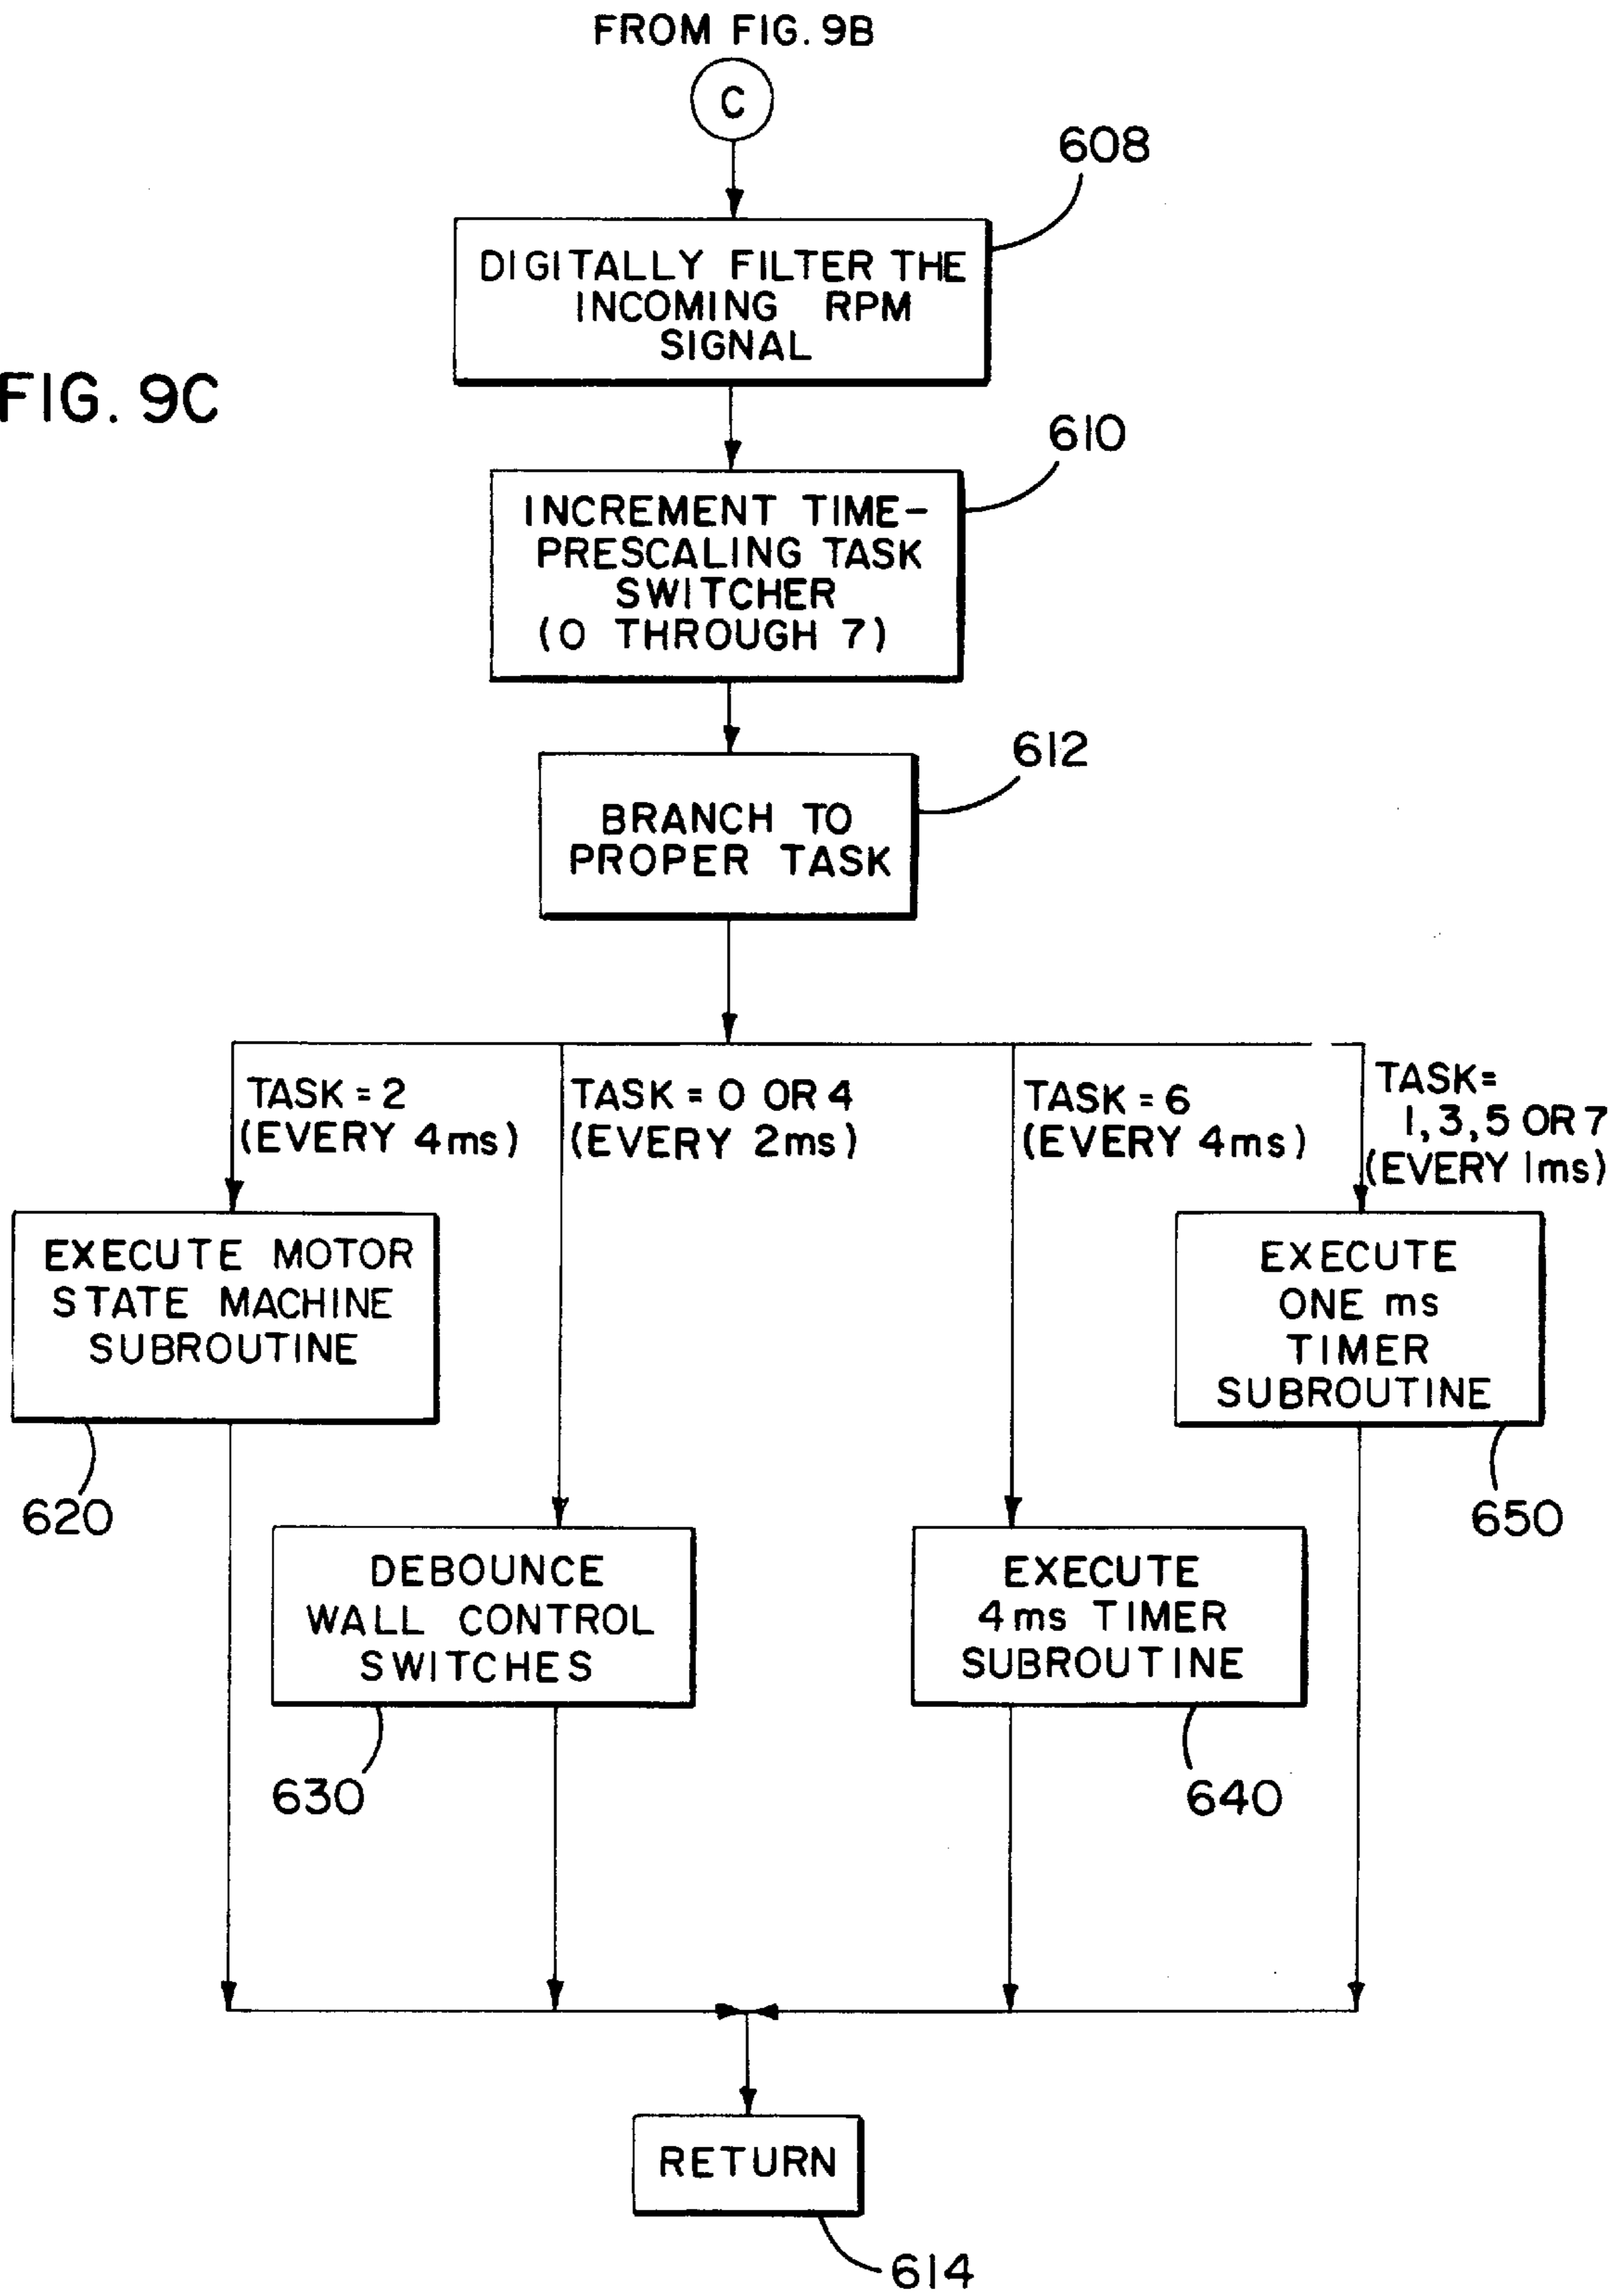 FROM FIG. 9B
C
608
DIGITALLY FILTER THE
INCOMING RPM
SIGNAL
FIG. 9C
610
INCREMENT TIME-
PRESCALING TASK
SWITCHER
(0 THROUGH 7)
612
BRANCH TO
PROPER TASK
TASK = 2
(EVERY 4ms)
TASK = 0 OR 4
(EVERY 2ms)
TASK = 6
(EVERY 4ms)
TASK=
1,3,5 OR 7
(EVERY 1ms)
EXECUTE MOTOR
STATE MACHINE
SUBROUTINE
620
EXECUTE
ONE ms
TIMER
SUBROUTINE
650
DEBOUNCE
WALL CONTROL
SWITCHES
630
EXECUTE
4ms TIMER
SUBROUTINE
640
RETURN
614